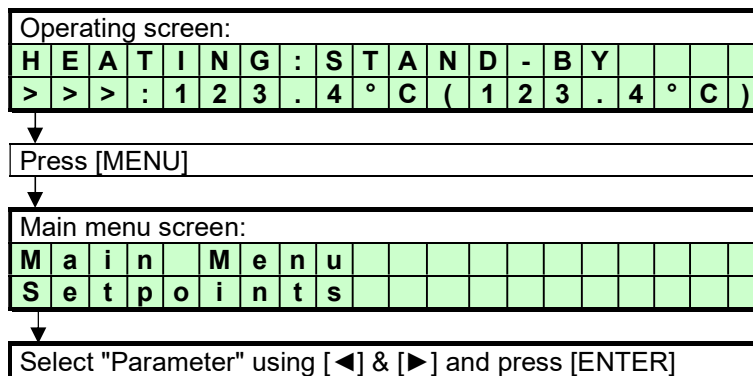 Operating screen:
HEATING:STAND-BY
>>>:123.4°C(123.4°C)
Press [MENU]
Main menu screen:
Main Menu
Setpoints
Select "Parameter" using [◄] & [►] and press [ENTER]